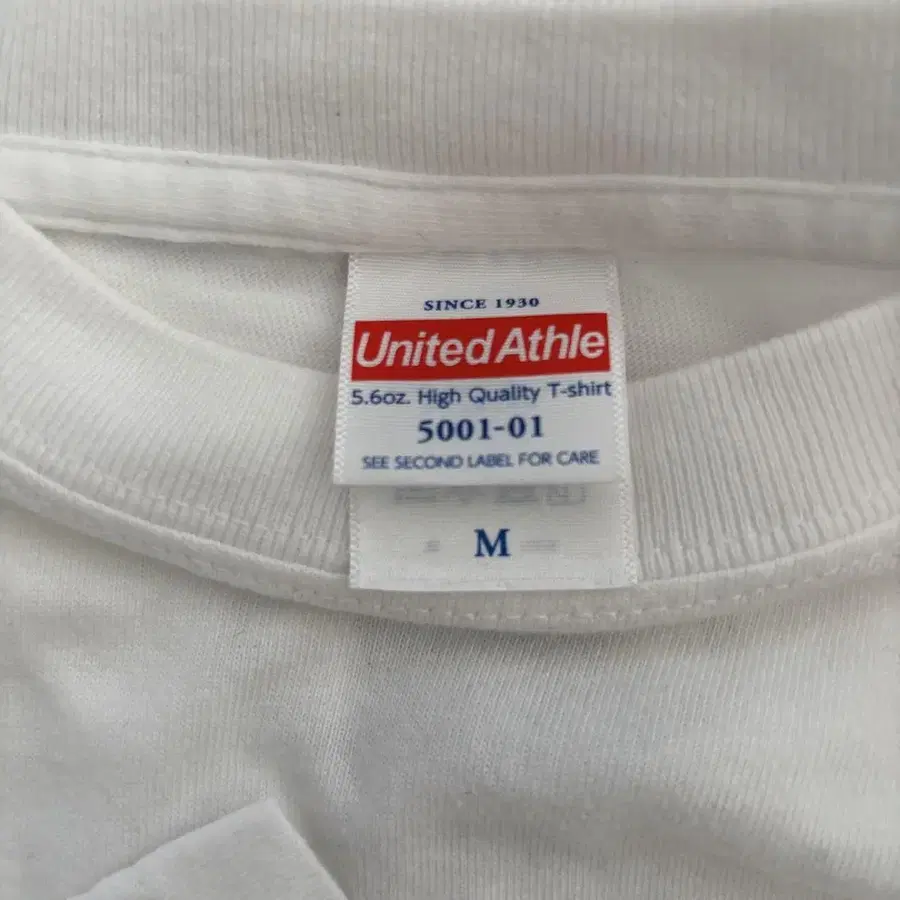 SINCE 1930
United Athle
5.6oz. High Quality T-shirt
5001-01
SEE SECOND LABEL FOR CARE
M